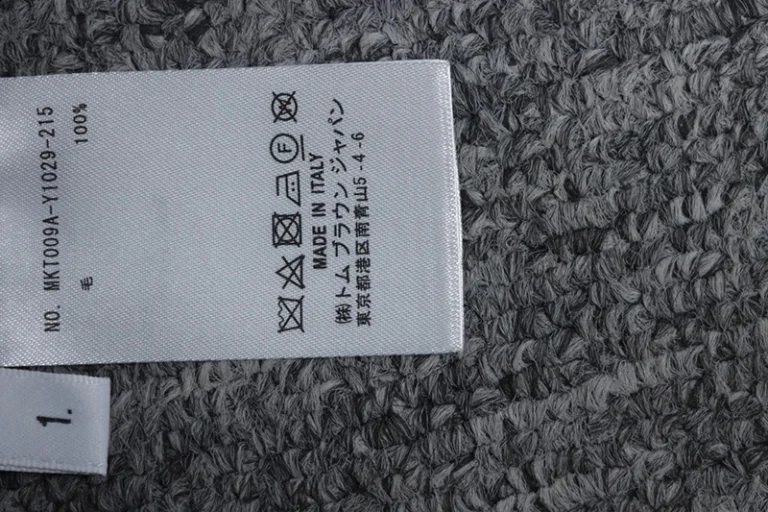 NO. MKT009A-Y1029-215
毛 100%
MADE IN ITALY
(株)トム ブラウン ジャパン
東京都港区南青山5-4-6
1.